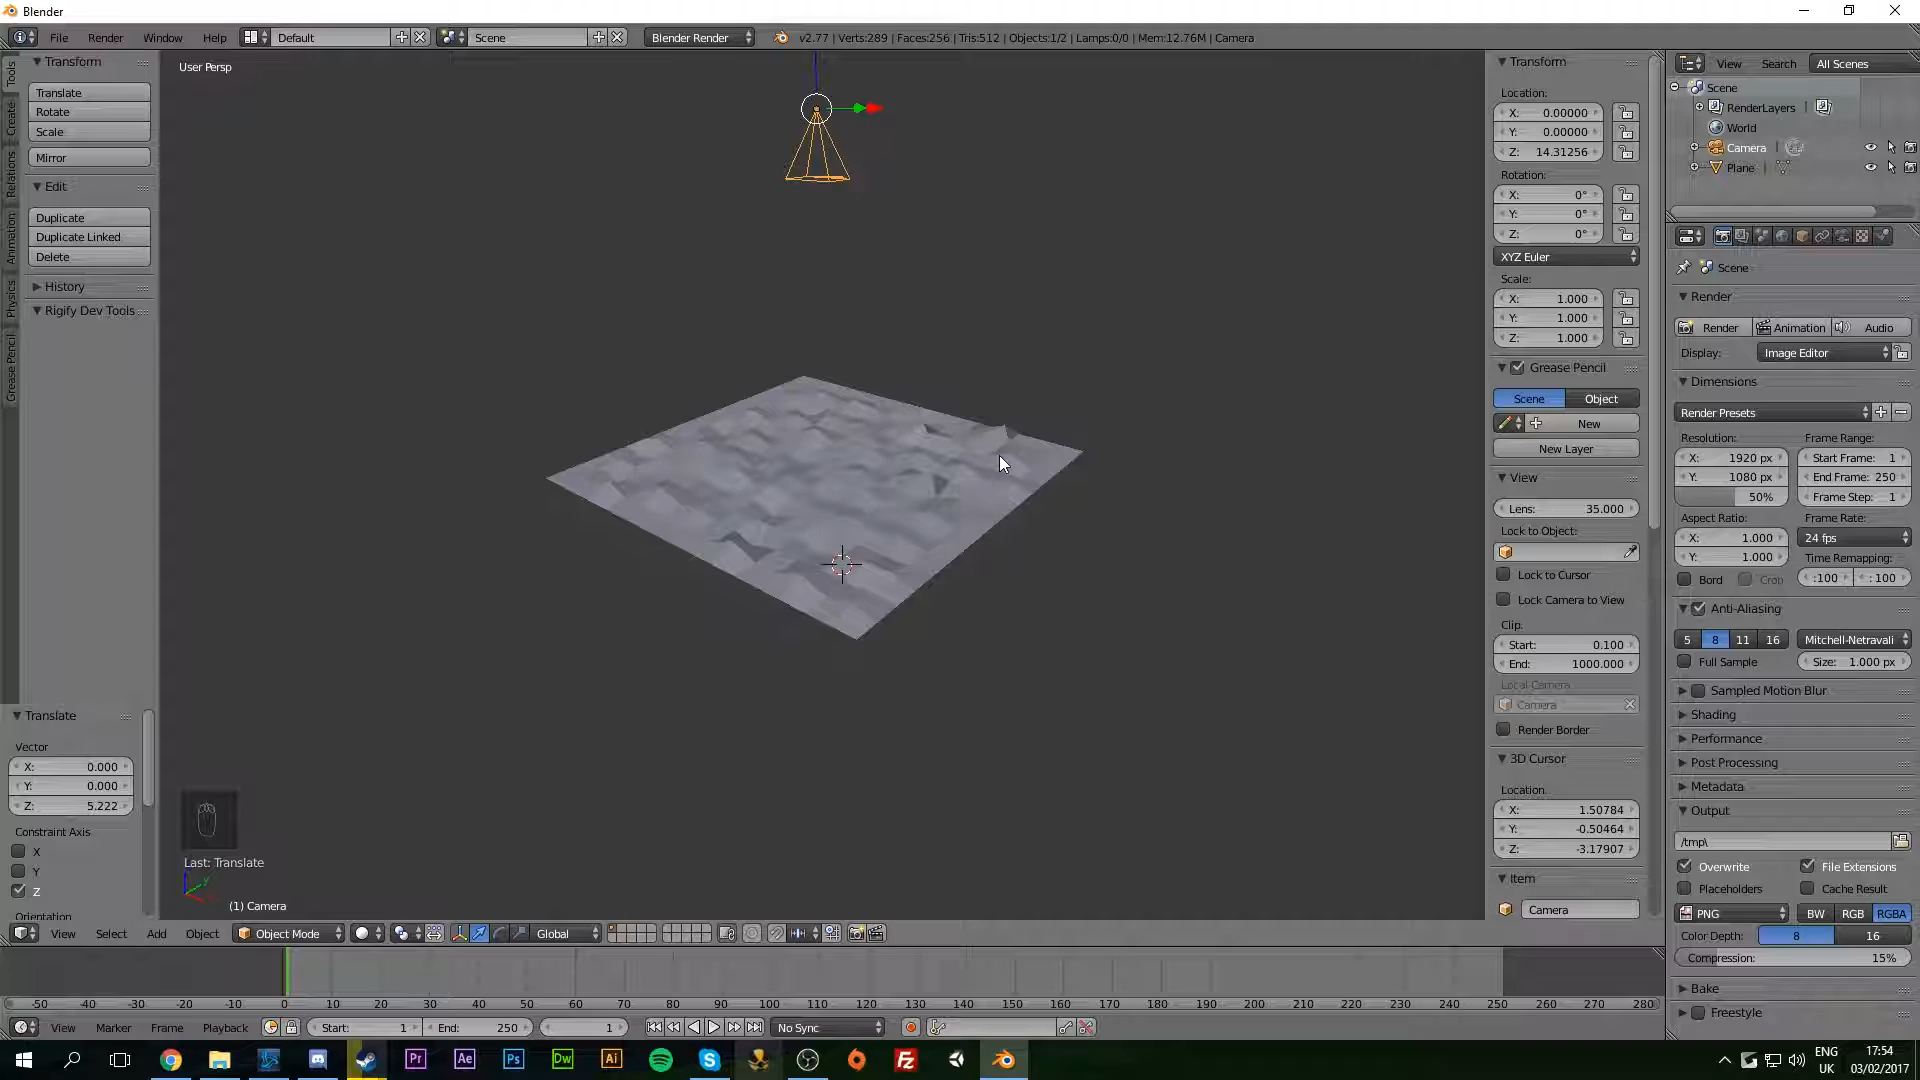 Blender
File Render Window Help Default Scene Blender Render v2.77 | Verts:289 | Faces:256 | Tris:512 | Objects:1/2 | Lamps:0/0 | Mem:12.76M | Camera
Tools
Create
Relations
Animation
Physics
Grease Pencil
Transform
Translate
Rotate
Scale
Mirror
Edit
Duplicate
Duplicate Linked
Delete
History
Rigify Dev Tools
Translate
Vector
X: 0.000
Y: 0.000
Z: 5.222
Constraint Axis
X
Y
Z
Orientation
User Persp
Last: Translate
(1) Camera
Transform
Location:
X: 0.00000
Y: 0.00000
Z: 14.31256
Rotation:
X: 0°
Y: 0°
Z: 0°
XYZ Euler
Scale:
X: 1.000
Y: 1.000
Z: 1.000
Grease Pencil
Scene Object
New
New Layer
View
Lens: 35.000
Lock to Object:
Lock to Cursor
Lock Camera to View
Clip:
Start: 0.100
End: 1000.000
Local Camera
Camera
Render Border
3D Cursor
Location:
X: 1.50784
Y: -0.50464
Z: -3.17907
Item
Camera
View Search All Scenes
Scene
RenderLayers
World
Camera
Plane
Scene
Render
Render Animation Audio
Display: Image Editor
Dimensions
Render Presets
Resolution: Frame Range:
X: 1920 px Start Frame: 1
Y: 1080 px End Frame: 250
50% Frame Step: 1
Aspect Ratio: Frame Rate:
X: 1.000 24 fps
Y: 1.000 Time Remapping:
Bord Crop :100 : 100
Anti-Aliasing
5 8 11 16 Mitchell-Netravali
Full Sample Size: 1.000 px
Sampled Motion Blur
Shading
Performance
Post Processing
Metadata
Output
/tmp\
Overwrite File Extensions
Placeholders Cache Result
PNG BW RGB RGBA
Color Depth: 8 16
Compression: 15%
Bake
Freestyle
View Select Add Object Object Mode Global
-50 -40 -30 -20 -10 0 10 20 30 40 50 60 70 80 90 100 110 120 130 140 150 160 170 180 190 200 210 220 230 240 250 260 270 280
View Marker Frame Playback Start: 1 End: 250 1 No Sync
Pr Ae Ps Dw Ai Fz
ENG 17:54
UK 03/02/2017